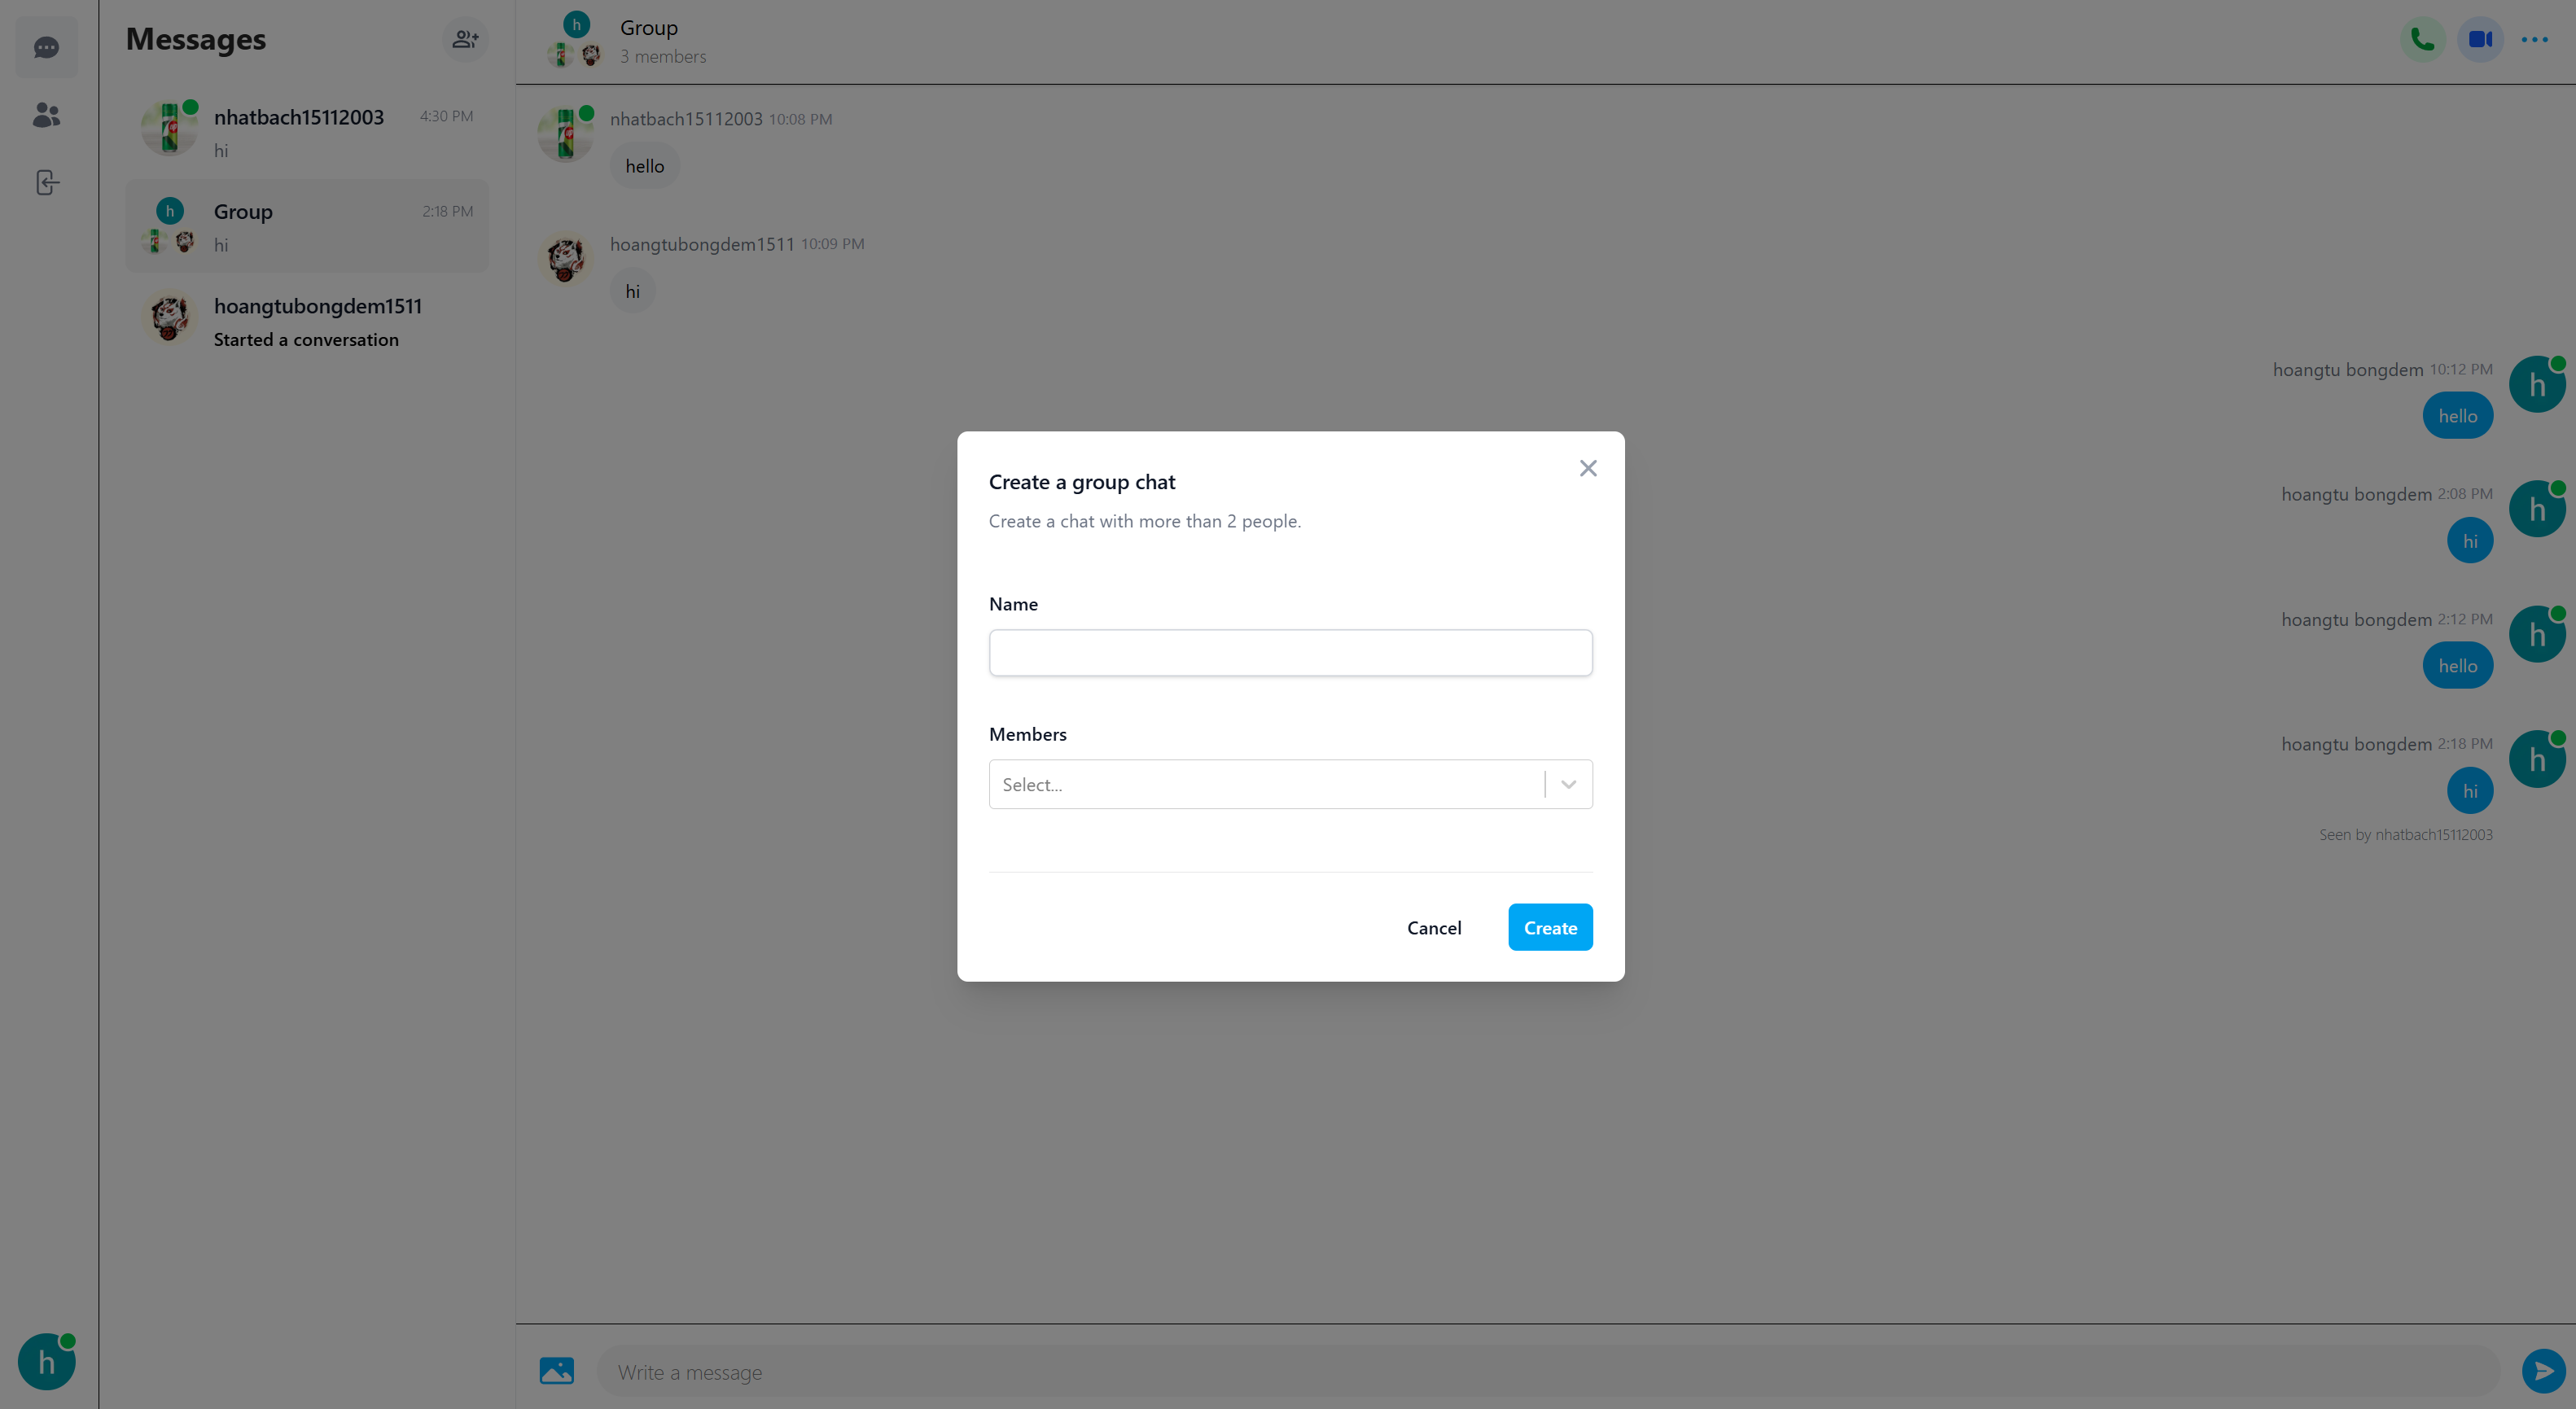 Messages
nhatbach15112003 4:30 PM
hi
h
Group 2:18 PM
hi
hoangtubongdem1511
Started a conversation
h
h
Group
3 members
nhatbach15112003 10:08 PM
hello
hoangtubongdem1511 10:09 PM
hi
hoangtu bongdem 10:12 PM
h
hello
hoangtu bongdem 2:08 PM
h
hi
hoangtu bongdem 2:12 PM
h
hello
hoangtu bongdem 2:18 PM
h
hi
Seen by nhatbach15112003
Create a group chat
Create a chat with more than 2 people.
Name
Members
Select...
Cancel
Create
Write a message